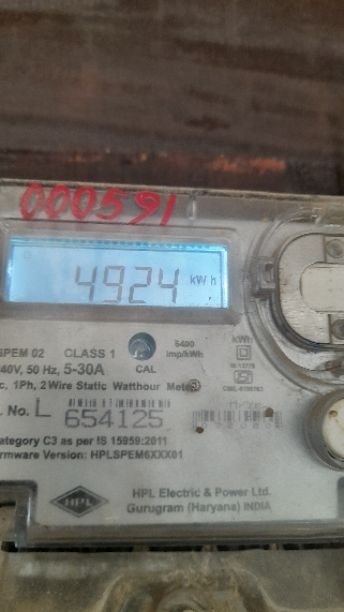 000591
4924 kWh
SPEM 02 CLASS 1
240V, 50 Hz, 5-30A
CAL
6400
imp/kWh
kWh
c, 1Ph, 2 Wire Static Watthour Meter
. No. L 654125
ategory C3 as per IS 15959:2011
irmware Version: HPLSPEM6XXX01
HPL
HPL Electric & Power Ltd.
Gurugram (Haryana) INDIA